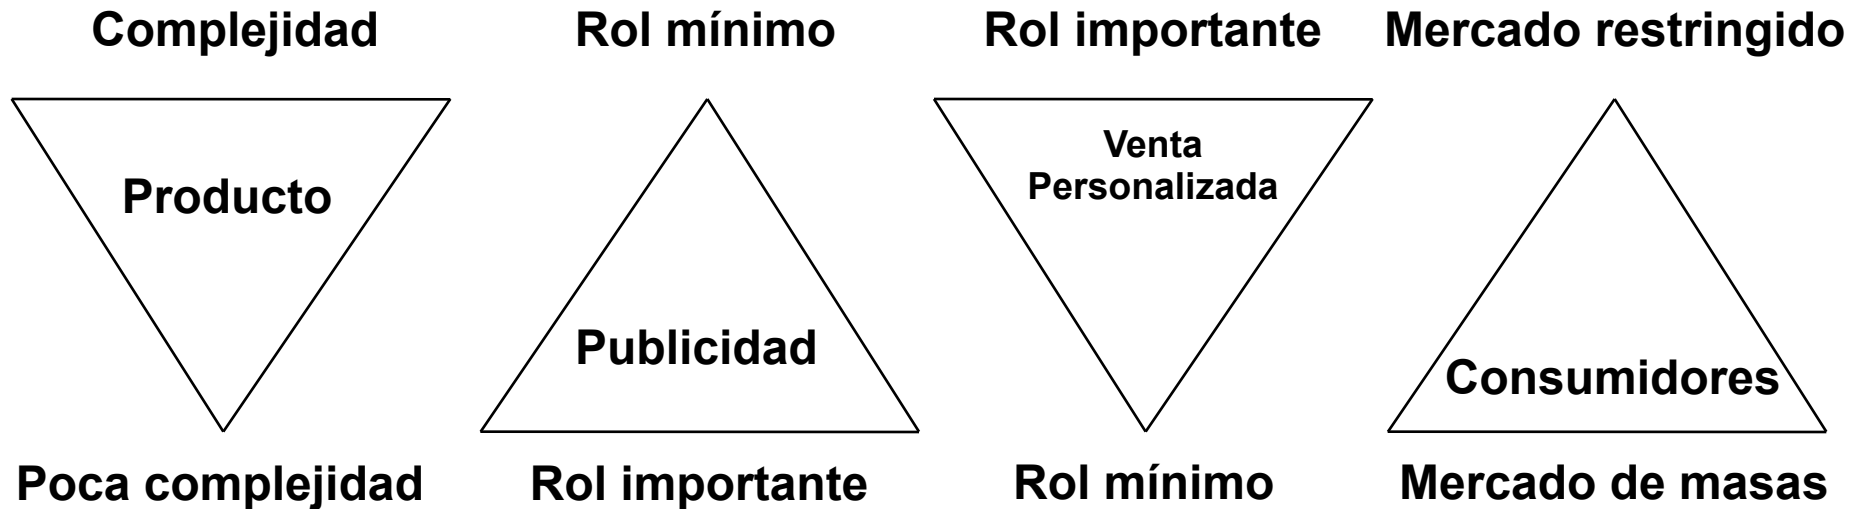 Complejidad
Rol mínimo
Rol importante
Mercado restringido
Producto
Publicidad
Venta
Personalizada
Consumidores
Poca complejidad
Rol importante
Rol mínimo
Mercado de masas